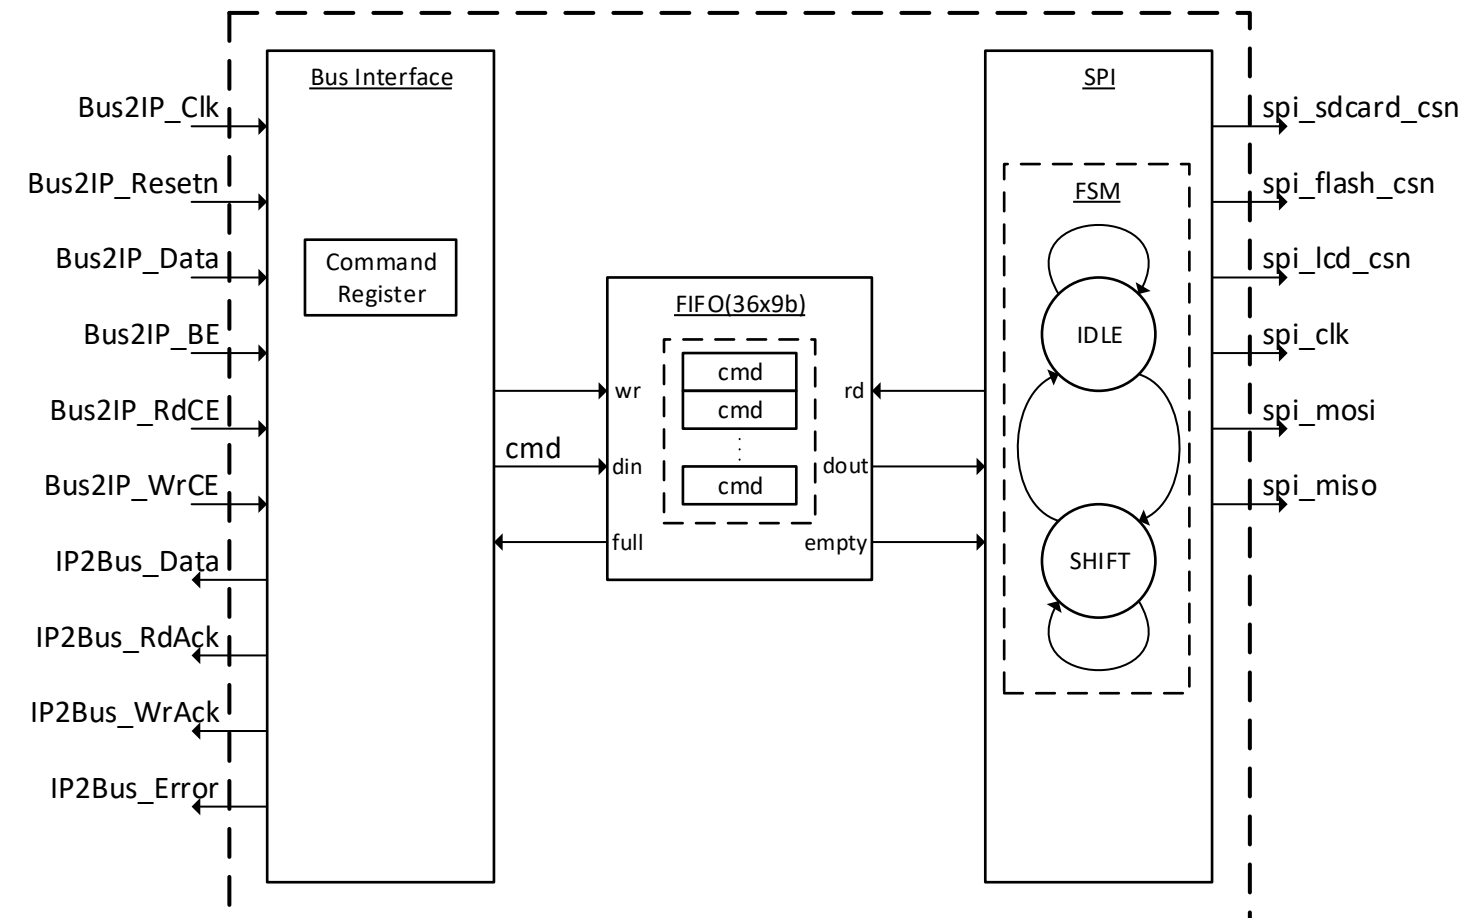 Bus Interface
SPI
Bus2IP_Clk
spi_sdcard_csn
Bus2IP_Resetn
FSM
spi_flash_csn
Bus2IP_Data
Command
Register
spi_lcd_csn
FIFO(36x9b)
Bus2IP_BE
IDLE
spi_clk
cmd
wr
rd
Bus2IP_RdCE
cmd
spi_mosi
cmd
din
dout
Bus2IP_WrCE
cmd
spi_miso
full
empty
IP2Bus_Data
SHIFT
IP2Bus_RdAck
IP2Bus_WrAck
IP2Bus_Error